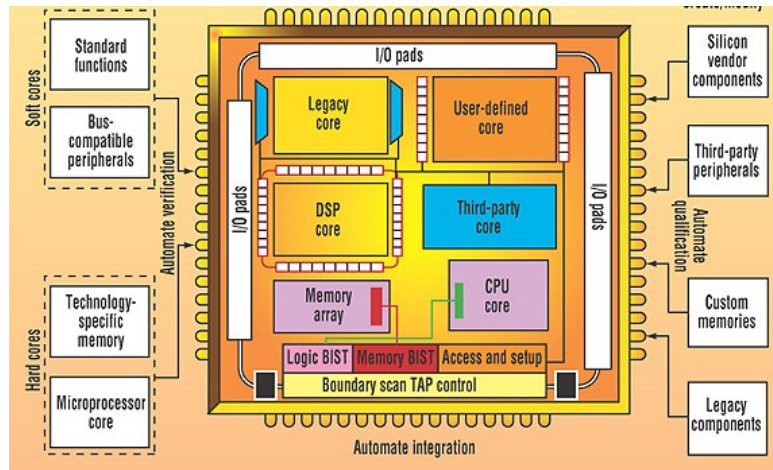 Standard
functions
Bus-
compatible
peripherals
Soft cores
Automate verification
Technology-
specific
memory
Microprocessor
core
Hard cores
I/O pads
I/O pads
I/O pads
Legacy
core
User-defined
core
DSP
core
Third-party
core
Memory
array
CPU
core
Logic BIST
Memory BIST
Access and setup
Boundary scan TAP control
Automate integration
Silicon
vendor
components
Third-party
peripherals
Automate
qualification
Custom
memories
Legacy
components